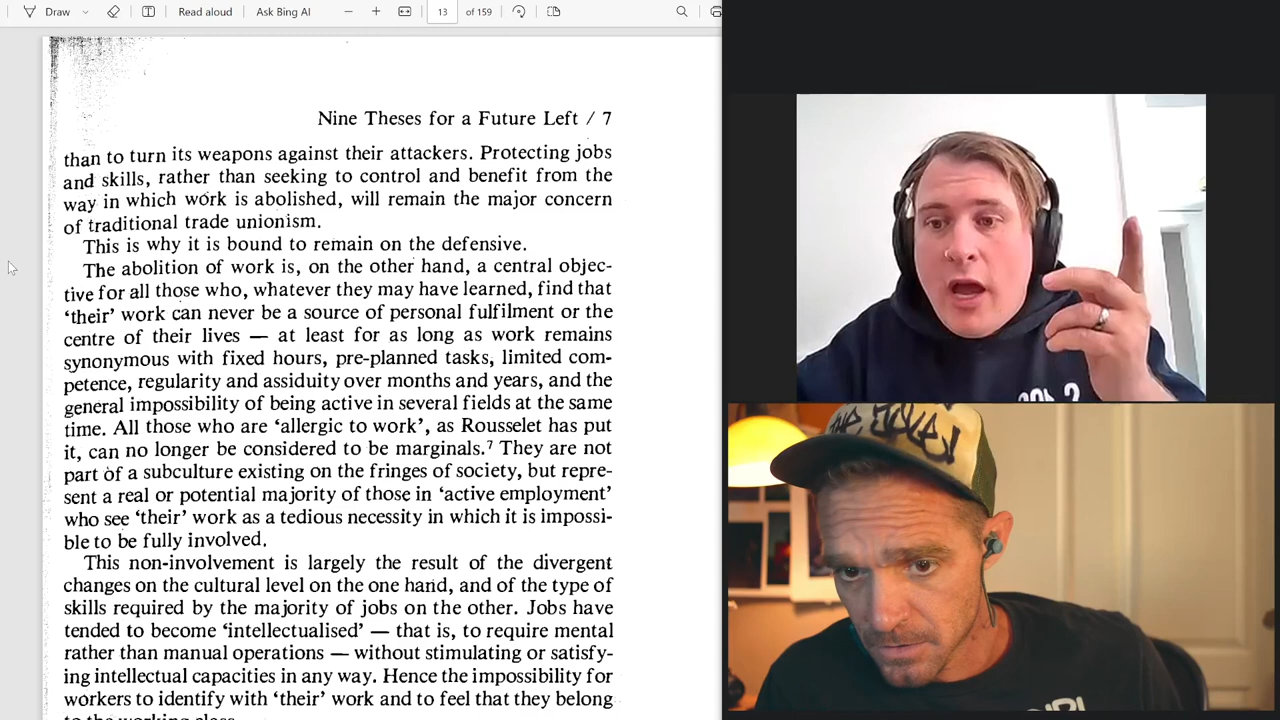 Draw
Read aloud
Ask Bing AI
13
of 159
Nine Theses for a Future Left / 7
than to turn its weapons against their attackers. Protecting jobs
and skills, rather than seeking to control and benefit from the
way in which work is abolished, will remain the major concern
of traditional trade unionism.
This is why it is bound to remain on the defensive.
The abolition of work is, on the other hand, a central objec-
tive for all those who, whatever they may have learned, find that
‘their’ work can never be a source of personal fulfilment or the
centre of their lives — at least for as long as work remains
synonymous with fixed hours, pre-planned tasks, limited com-
petence, regularity and assiduity over months and years, and the
general impossibility of being active in several fields at the same
time. All those who are ‘allergic to work’, as Rousselet has put
it, can no longer be considered to be marginals.⁷ They are not
part of a subculture existing on the fringes of society, but repre-
sent a real or potential majority of those in ‘active employment’
who see ‘their’ work as a tedious necessity in which it is impossi-
ble to be fully involved.
This non-involvement is largely the result of the divergent
changes on the cultural level on the one hand, and of the type of
skills required by the majority of jobs on the other. Jobs have
tended to become ‘intellectualised’ — that is, to require mental
rather than manual operations — without stimulating or satisfy-
ing intellectual capacities in any way. Hence the impossibility for
workers to identify with ‘their’ work and to feel that they belong
to the working class.